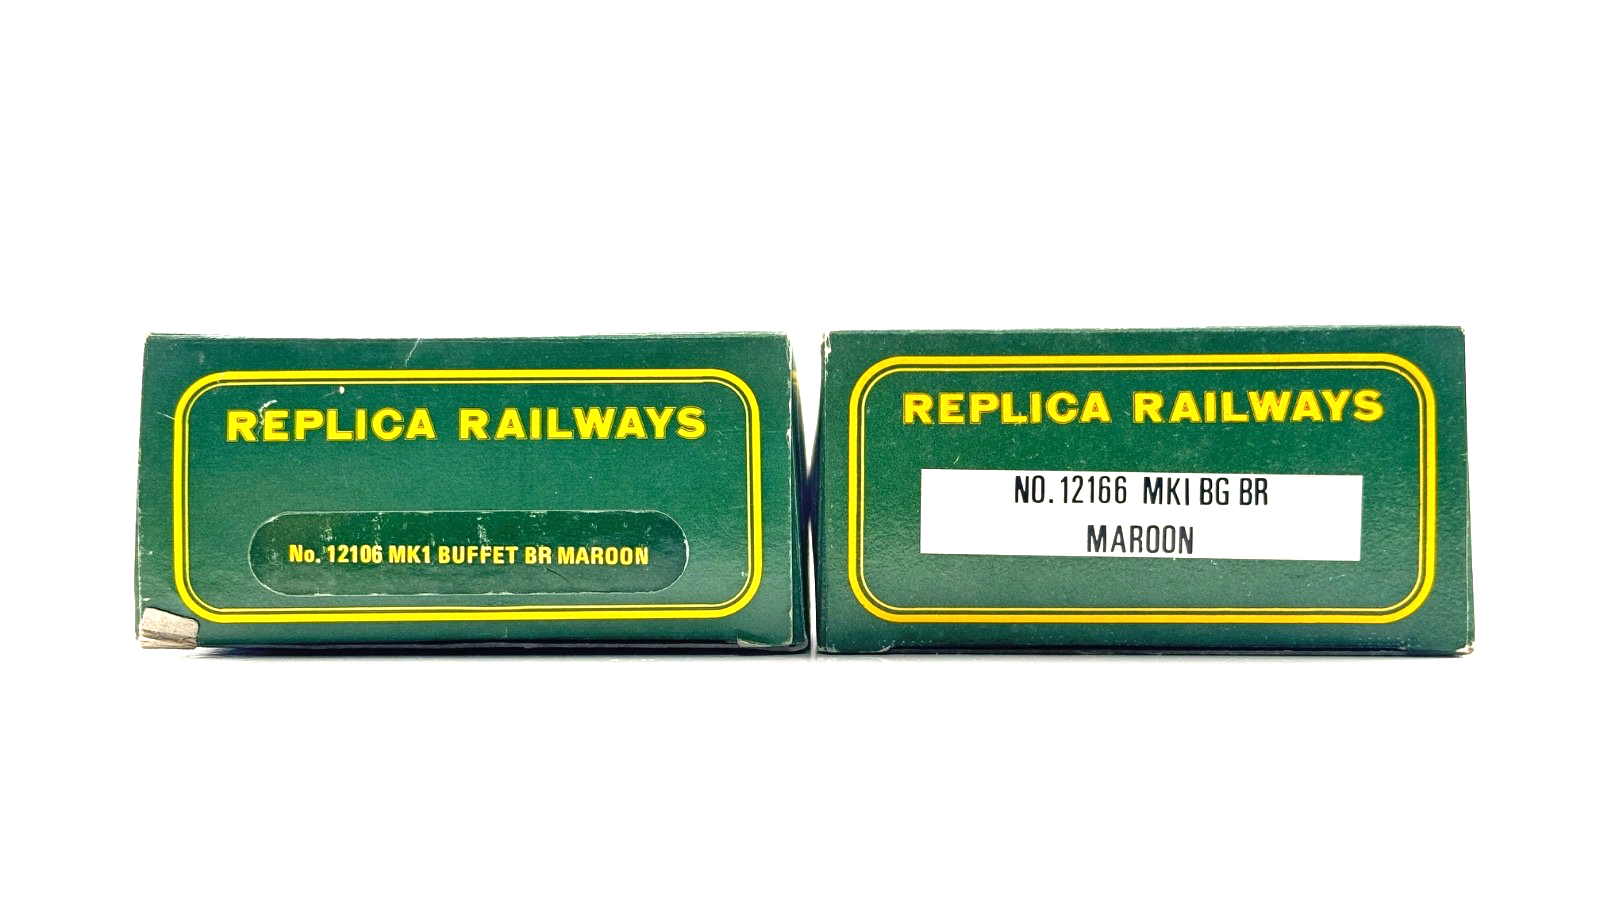 REPLICA RAILWAYS
No. 12106 MK1 BUFFET BR MAROON
REPLICA RAILWAYS
NO. 12166 MK1 BG BR
MAROON